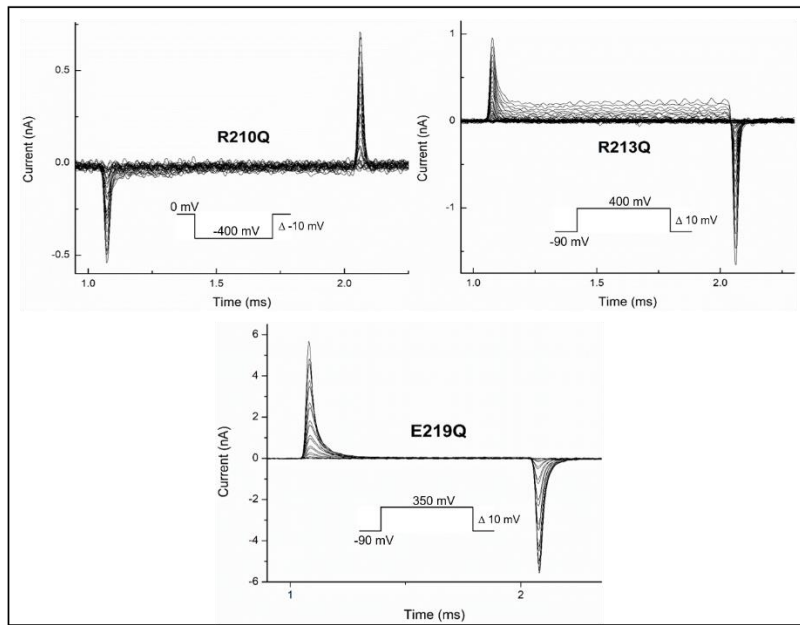 0.5
0.0
-0.5
Current (nA)
R210Q
0 mV
-400 mV
Δ -10 mV
1.0
1.5
2.0
Time (ms)
1
0
-1
Current (nA)
R213Q
400 mV
-90 mV
Δ 10 mV
1.0
1.5
2.0
Time (ms)
6
4
2
0
-2
-4
-6
Current (nA)
E219Q
350 mV
-90 mV
Δ 10 mV
1
2
Time (ms)